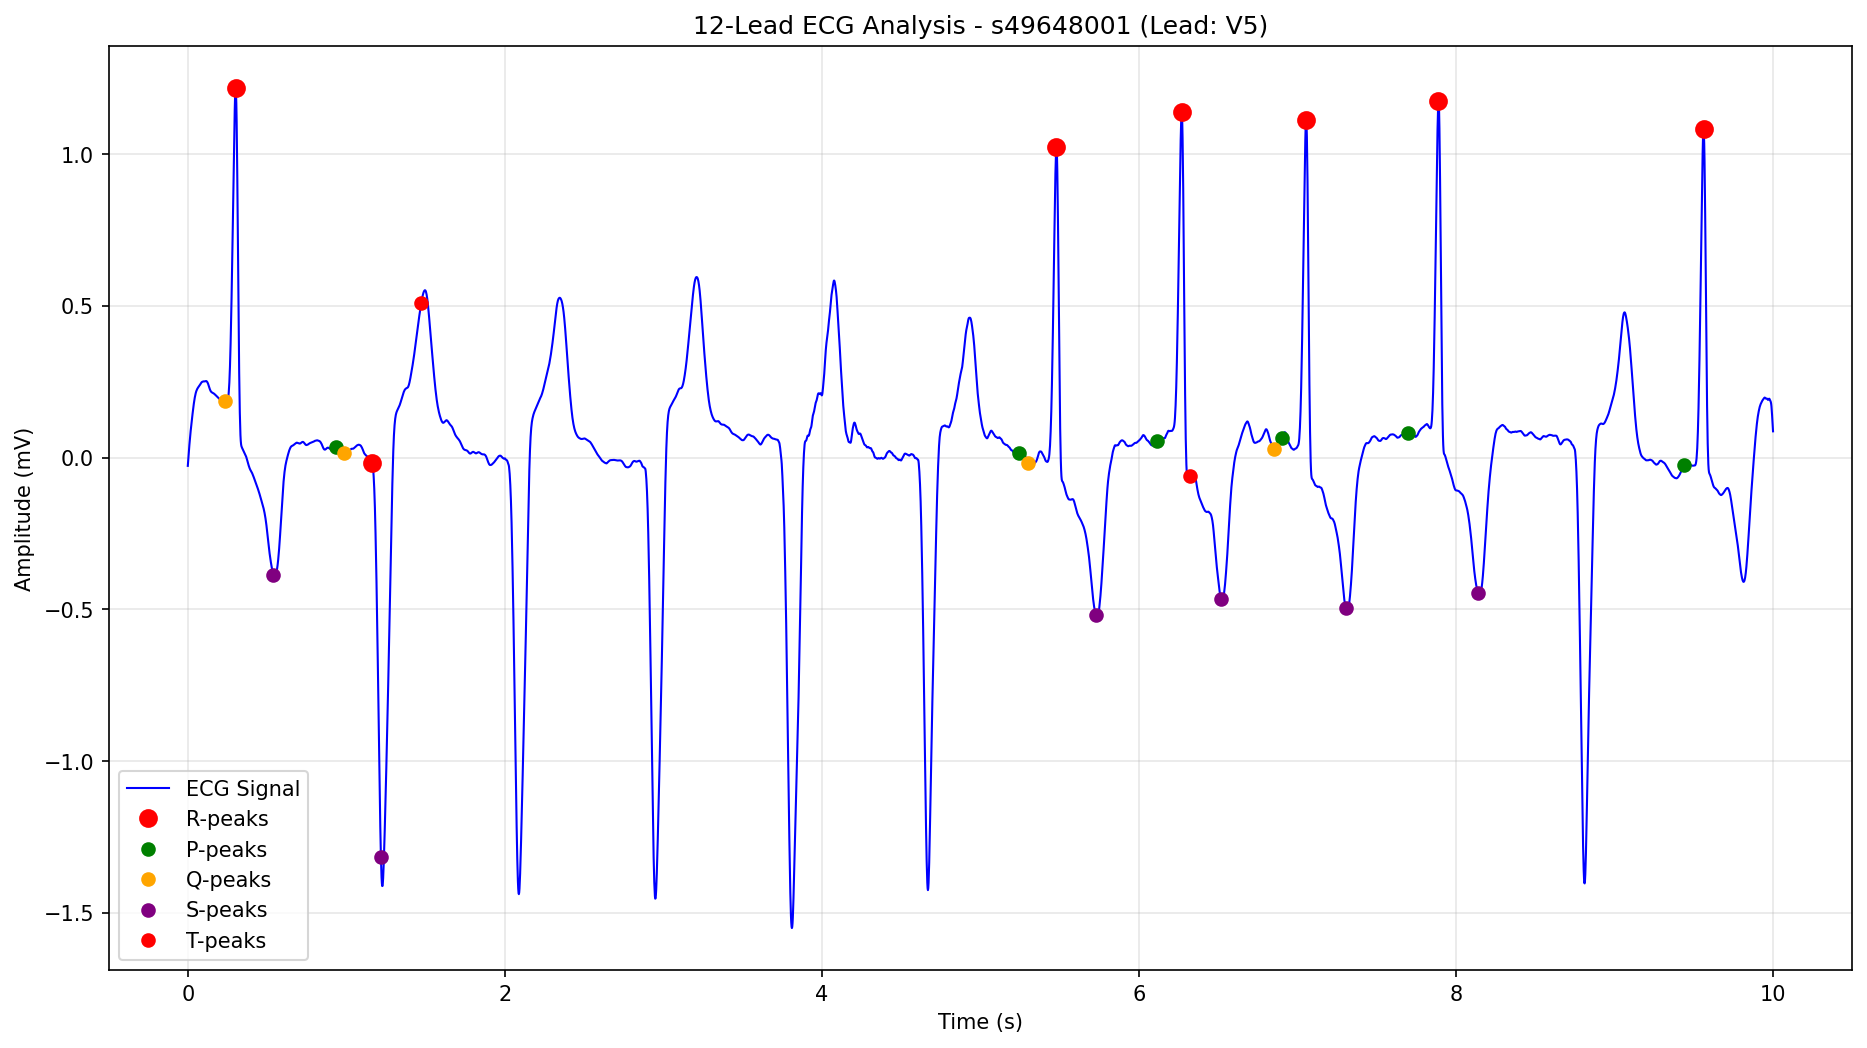 12-Lead ECG Analysis - s49648001 (Lead: V5)
Amplitude (mV)
1.0
0.5
0.0
−0.5
−1.0
−1.5
ECG Signal
R-peaks
P-peaks
Q-peaks
S-peaks
T-peaks
0 2 4 6 8 10
Time (s)